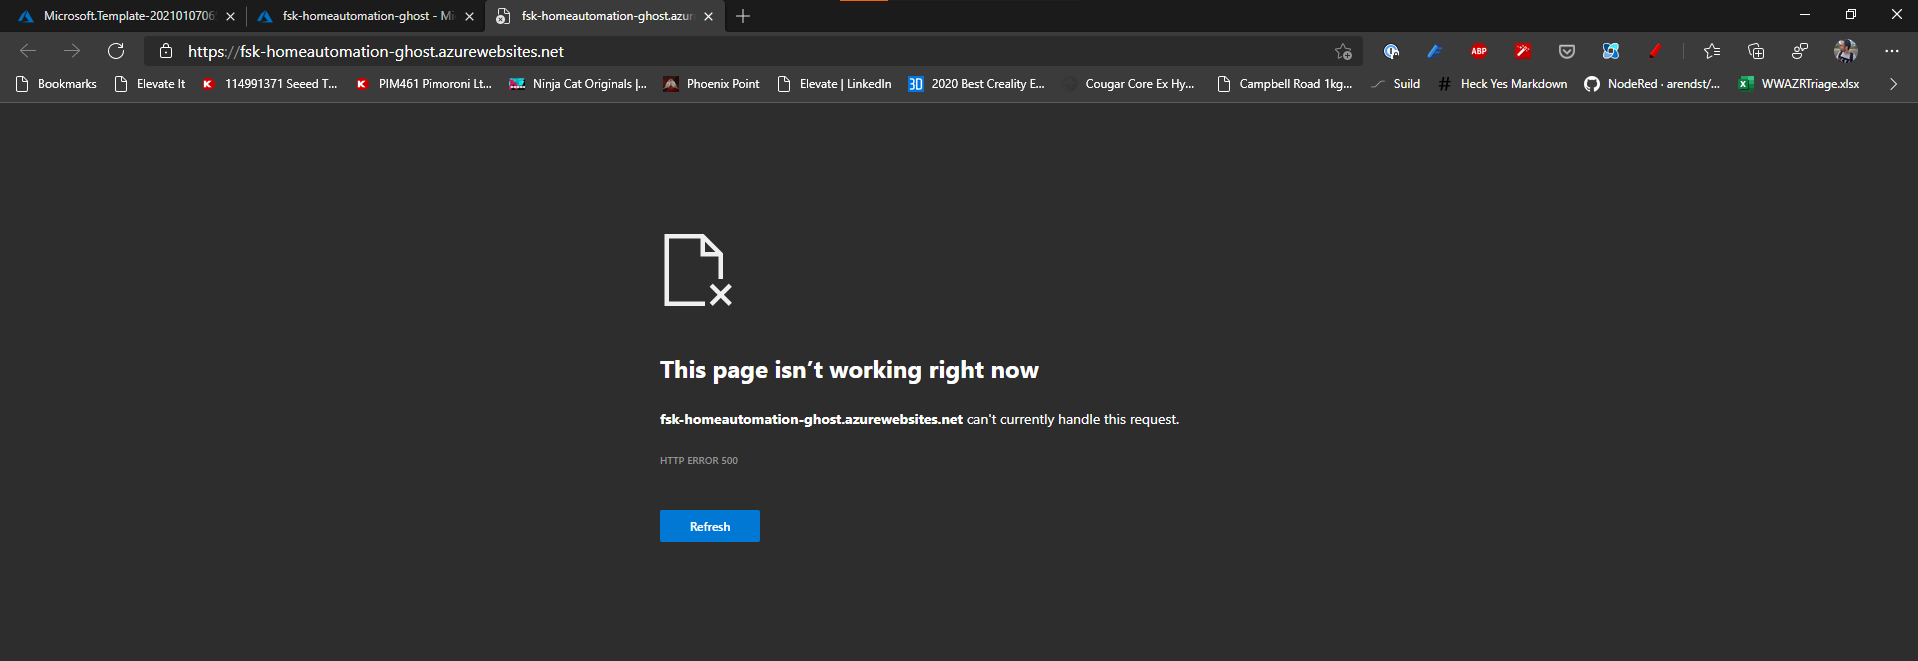 Microsoft.Template-2021010706
fsk-homeautomation-ghost - Mi
fsk-homeautomation-ghost.azur
https://fsk-homeautomation-ghost.azurewebsites.net
ABP
Bookmarks
Elevate It
K 114991371 Seeed T...
K PIM461 Pimoroni Lt...
Ninja Cat Originals |...
Phoenix Point
Elevate | LinkedIn
3D 2020 Best Creality E...
Cougar Core Ex Hy...
Campbell Road 1kg...
Suild
# Heck Yes Markdown
NodeRed · arendst/...
WWAZRTriage.xlsx
This page isn’t working right now
fsk-homeautomation-ghost.azurewebsites.net can't currently handle this request.
HTTP ERROR 500
Refresh